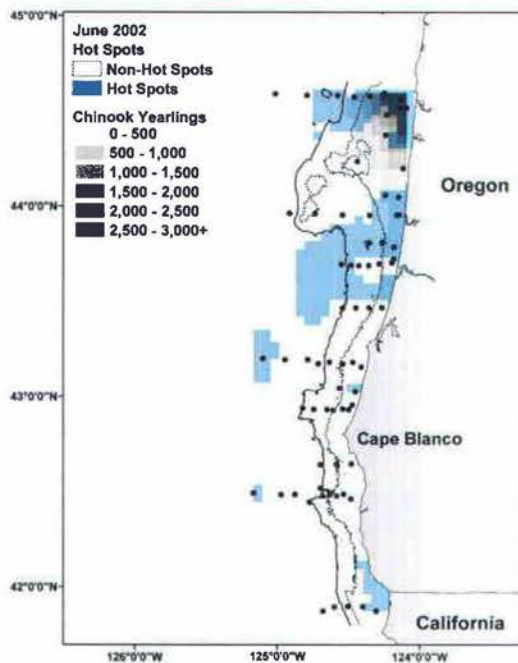 45°0'0"N
June 2002
Hot Spots
Non-Hot Spots
Hot Spots
Chinook Yearlings
0 - 500
500 - 1,000
1,000 - 1,500
1,500 - 2,000
2,000 - 2,500
2,500 - 3,000+
Oregon
44°0'0"N
43°0'0"N
Cape Blanco
42°0'0"N
California
126°0'0"W
125°0'0"W
124°0'0"W